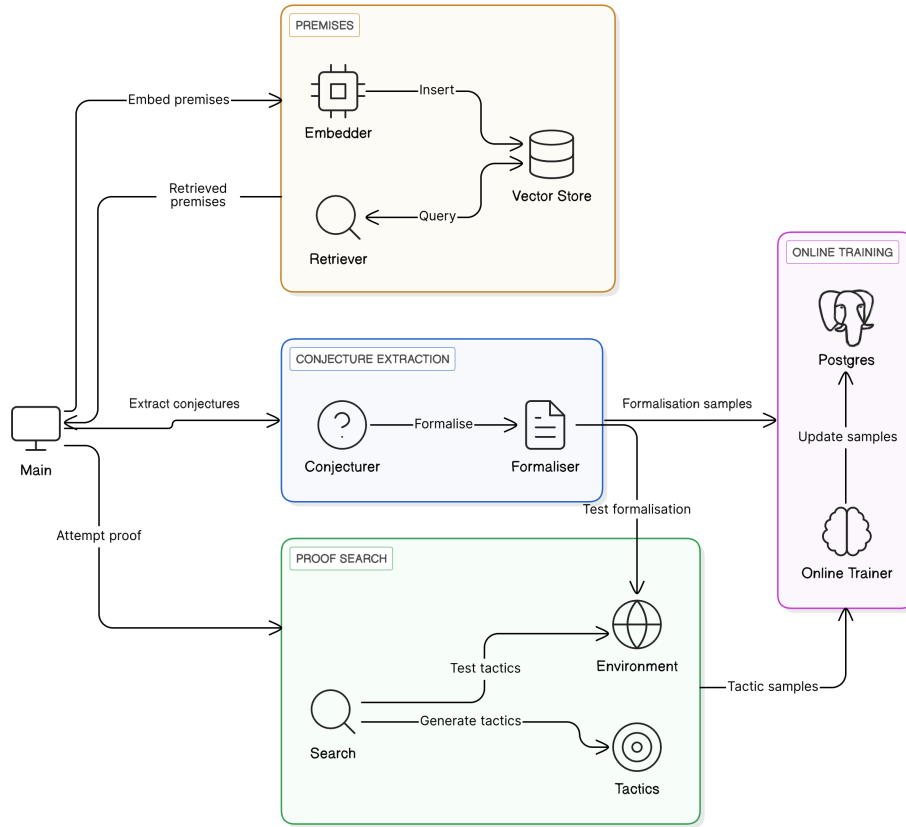 PREMISES
Embed premises
Insert
Embedder
Vector Store
Retrieved
premises
Query
Retriever
ONLINE TRAINING
Postgres
CONJECTURE EXTRACTION
Extract conjectures
Formalise
Conjecturer
Formaliser
Formalisation samples
Update samples
Main
Test formalisation
Attempt proof
PROOF SEARCH
Online Trainer
Test tactics
Environment
Tactic samples
Generate tactics
Search
Tactics